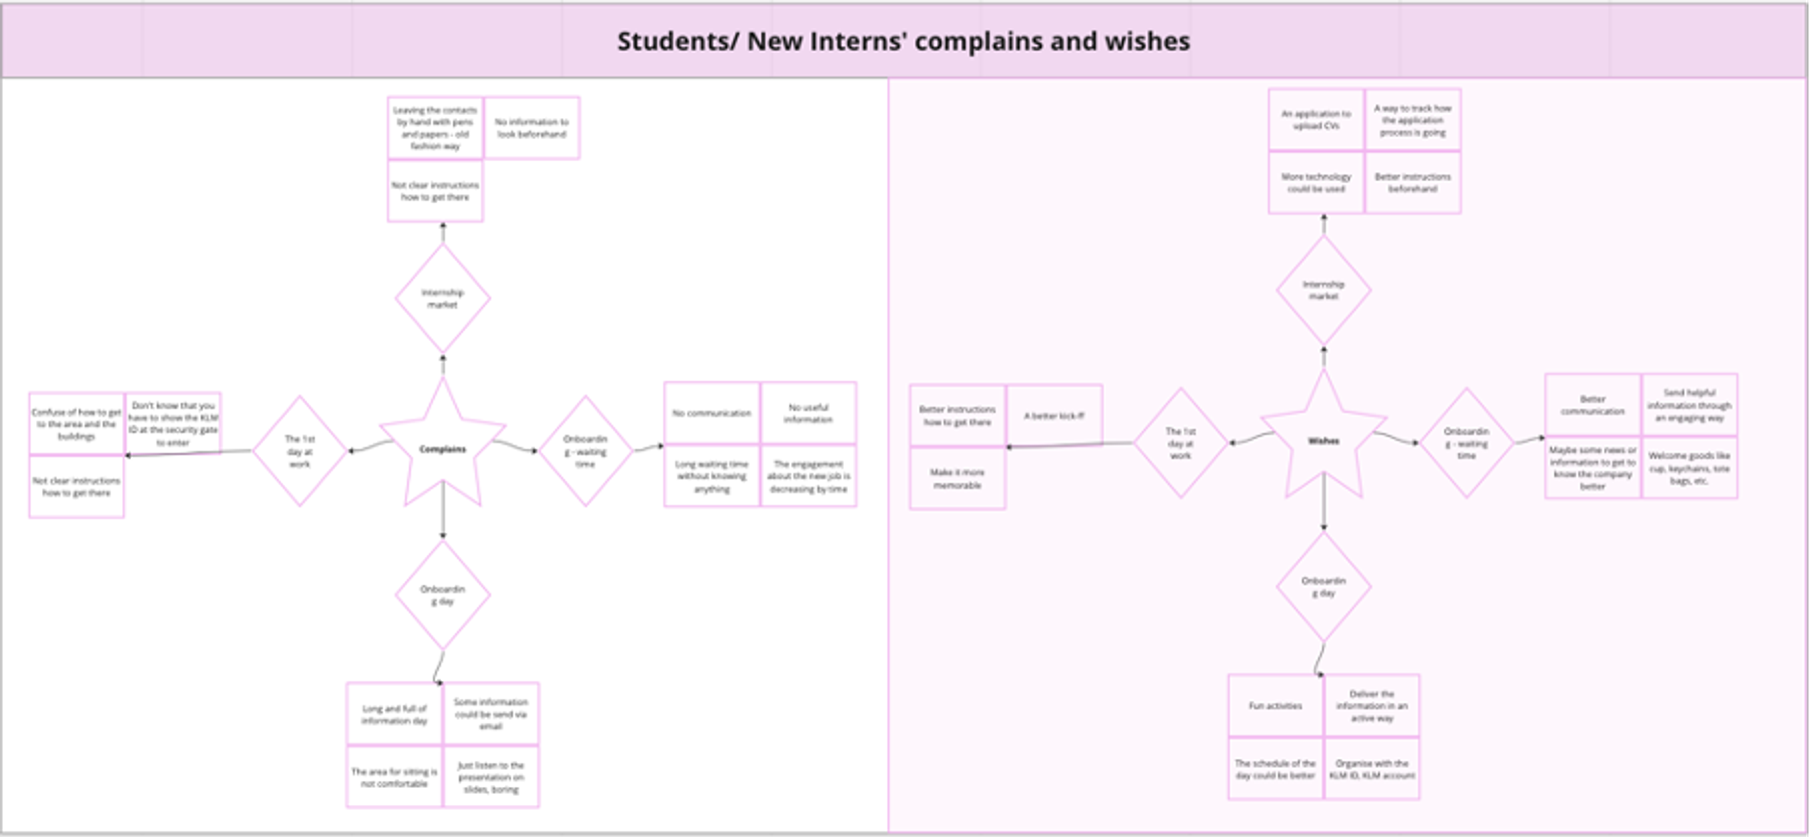 Students/ New Interns' complains and wishes
Leaving the contacts
by hand with pens
and papers - old
fashion way
No information to
look beforehand
Not clear instructions
how to get there
Internship
market
Confuse of how to get
to the area and the
buildings
Don't know that you
have to show the KLM
ID at the security gate
to enter
Not clear instructions
how to get there
The 1st
day at
work
Complains
Onboardin
g - waiting
time
No communication
No useful
information
Long waiting time
without knowing
anything
The engagement
about the new job is
decreasing by time
Onboardin
g day
Long and full of
information day
Some information
could be send via
email
The area for sitting is
not comfortable
Just listen to the
presentation on
slides, boring
An application to
upload CVs
A way to track how
the application
process is going
More technology
could be used
Better instructions
beforehand
Internship
market
Better instructions
how to get there
A better kick-ff
Make it more
memorable
The 1st
day at
work
Wishes
Onboardin
g - waiting
time
Better
communication
Send helpful
information through
an engaging way
Maybe some news or
information to get to
know the company
better
Welcome goods like
cup, keychains, tote
bags, etc.
Onboardin
g day
Fun activities
Deliver the
information in an
active way
The schedule of the
day could be better
Organise with the
KLM ID, KLM account